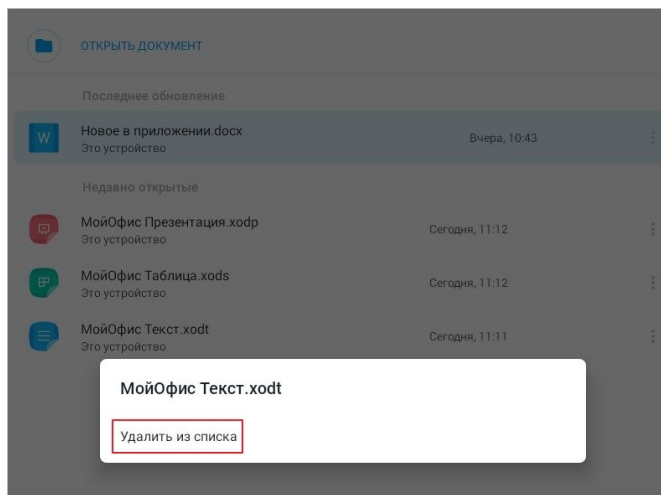 ОТКРЫТЬ ДОКУМЕНТ
Последнее обновление
W Новое в приложении.docx Вчера, 10:43
Это устройство
Недавно открытые
МойОфис Презентация.xodp Сегодня, 11:12
Это устройство
МойОфис Таблица.xods Сегодня, 11:12
Это устройство
МойОфис Текст.xodt Сегодня, 11:11
Это устройство
МойОфис Текст.xodt
Удалить из списка